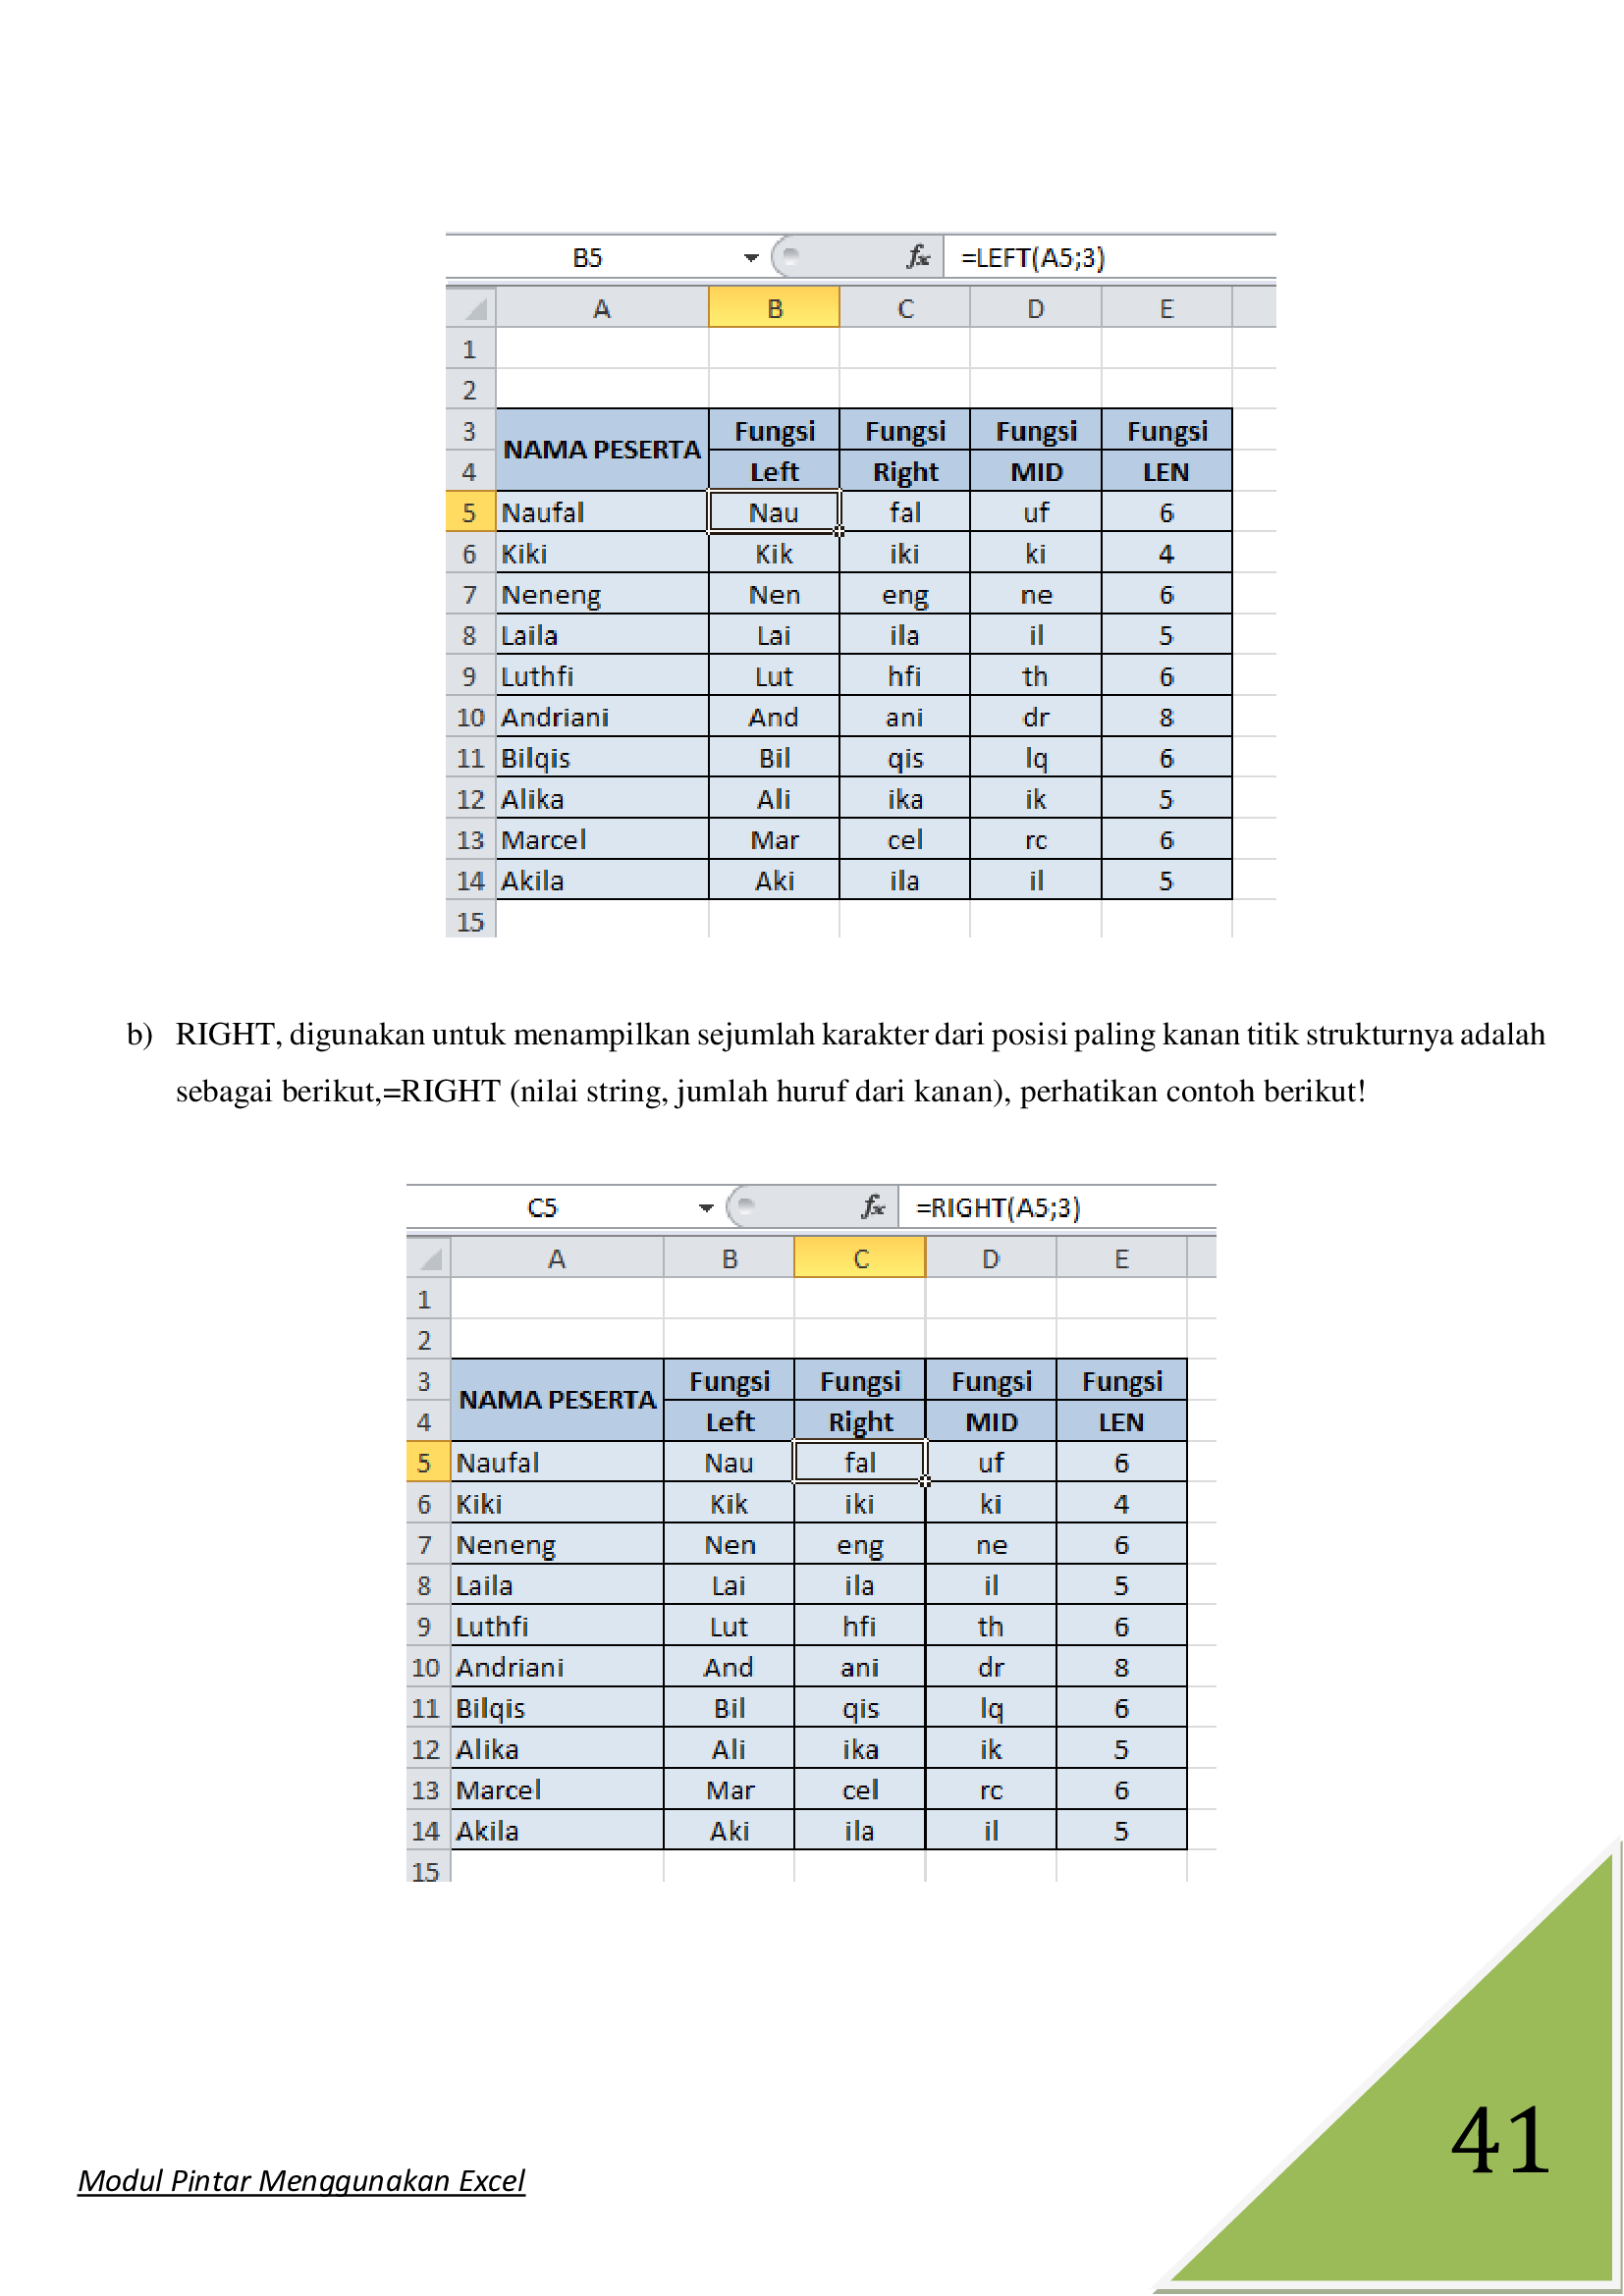 B5 fx =LEFT(A5;3)
A B C D E
1
2
3 NAMA PESERTA Fungsi Fungsi Fungsi Fungsi
4 Left Right MID LEN
5 Naufal Nau fal uf 6
6 Kiki Kik iki ki 4
7 Neneng Nen eng ne 6
8 Laila Lai ila il 5
9 Luthfi Lut hfi th 6
10 Andriani And ani dr 8
11 Bilqis Bil qis lq 6
12 Alika Ali ika ik 5
13 Marcel Mar cel rc 6
14 Akila Aki ila il 5
15
b) RIGHT, digunakan untuk menampilkan sejumlah karakter dari posisi paling kanan titik strukturnya adalah
sebagai berikut,=RIGHT (nilai string, jumlah huruf dari kanan), perhatikan contoh berikut!
C5 fx =RIGHT(A5;3)
A B C D E
1
2
3 NAMA PESERTA Fungsi Fungsi Fungsi Fungsi
4 Left Right MID LEN
5 Naufal Nau fal uf 6
6 Kiki Kik iki ki 4
7 Neneng Nen eng ne 6
8 Laila Lai ila il 5
9 Luthfi Lut hfi th 6
10 Andriani And ani dr 8
11 Bilqis Bil qis lq 6
12 Alika Ali ika ik 5
13 Marcel Mar cel rc 6
14 Akila Aki ila il 5
15
41
Modul Pintar Menggunakan Excel